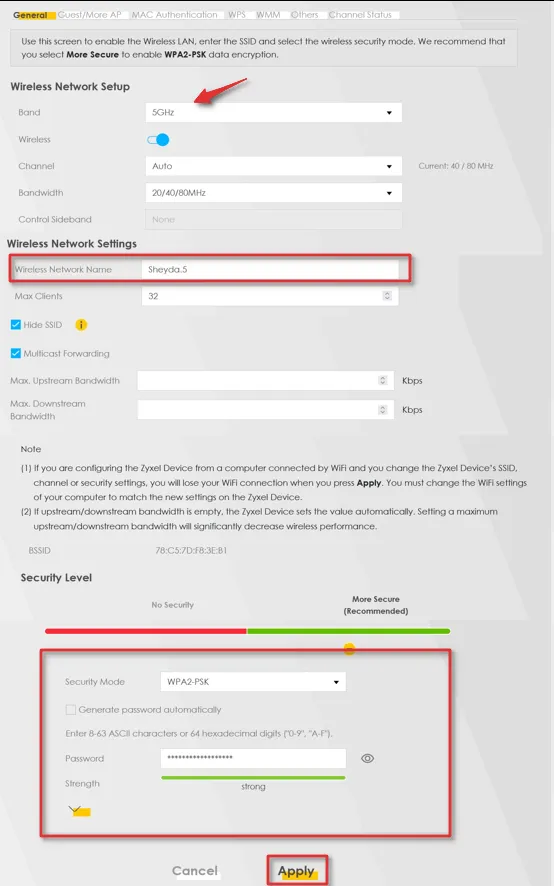 General Guest/More AP MAC Authentication WPS WMM Others Channel Status
Use this screen to enable the Wireless LAN, enter the SSID and select the wireless security mode. We recommend that
you select More Secure to enable WPA2-PSK data encryption.
Wireless Network Setup
Band 5GHz
Wireless
Channel Auto Current: 40 / 80 MHz
Bandwidth 20/40/80MHz
Control Sideband None
Wireless Network Settings
Wireless Network Name Sheyda.5
Max Clients 32
Hide SSID i
Multicast Forwarding
Max. Upstream Bandwidth Kbps
Max. Downstream
Bandwidth Kbps
Note
(1) If you are configuring the Zyxel Device from a computer connected by WiFi and you change the Zyxel Device's SSID,
channel or security settings, you will lose your WiFi connection when you press Apply. You must change the WiFi settings
of your computer to match the new settings on the Zyxel Device.
(2) If upstream/downstream bandwidth is empty, the Zyxel Device sets the value automatically. Setting a maximum
upstream/downstream bandwidth will significantly decrease wireless performance.
BSSID 78:C5:7D:F8:3E:B1
Security Level
No Security
More Secure
(Recommended)
Security Mode WPA2-PSK
Generate password automatically
Enter 8-63 ASCII characters or 64 hexadecimal digits ("0-9", "A-F").
Password ******************
Strength
strong
Cancel Apply